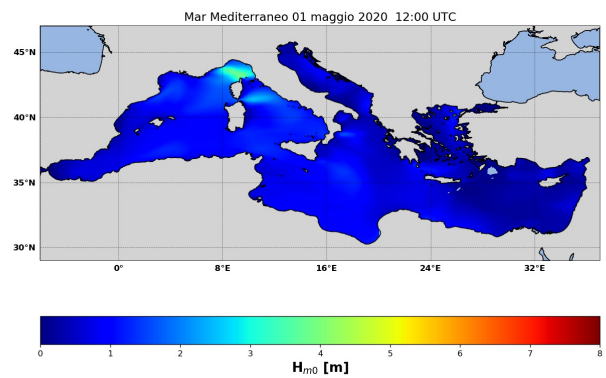 Mar Mediterraneo 01 maggio 2020  12:00 UTC
45°N
40°N
35°N
30°N
0° 8°E 16°E 24°E 32°E
0 1 2 3 4 5 6 7 8
Hm0 [m]